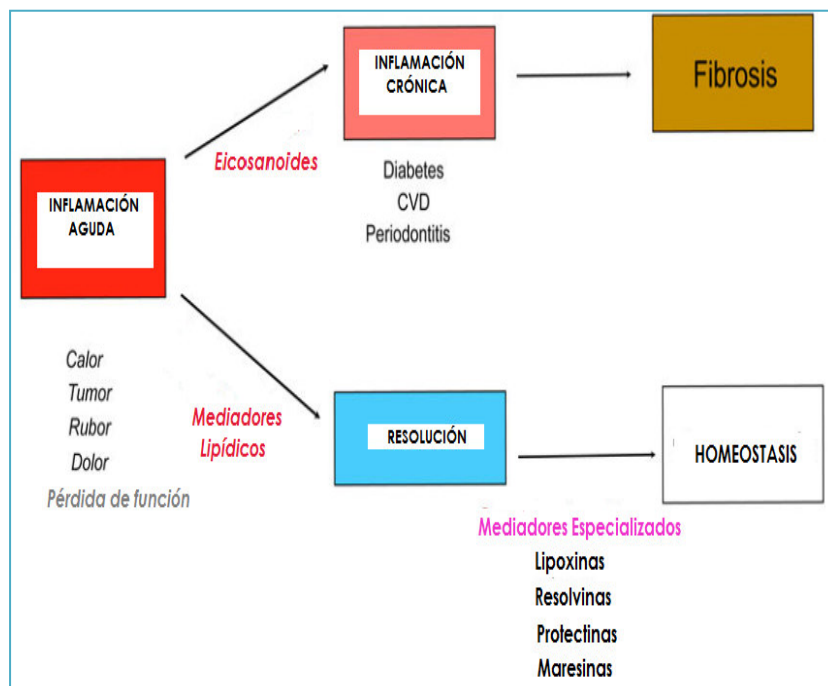 INFLAMACIÓN
CRÓNICA
Fibrosis
Eicosanoides
Diabetes
CVD
Periodontitis
INFLAMACIÓN
AGUDA
Calor
Tumor
Rubor
Dolor
Pérdida de función
Mediadores
Lipídicos
RESOLUCIÓN
HOMEOSTASIS
Mediadores Especializados
Lipoxinas
Resolvinas
Protectinas
Maresinas